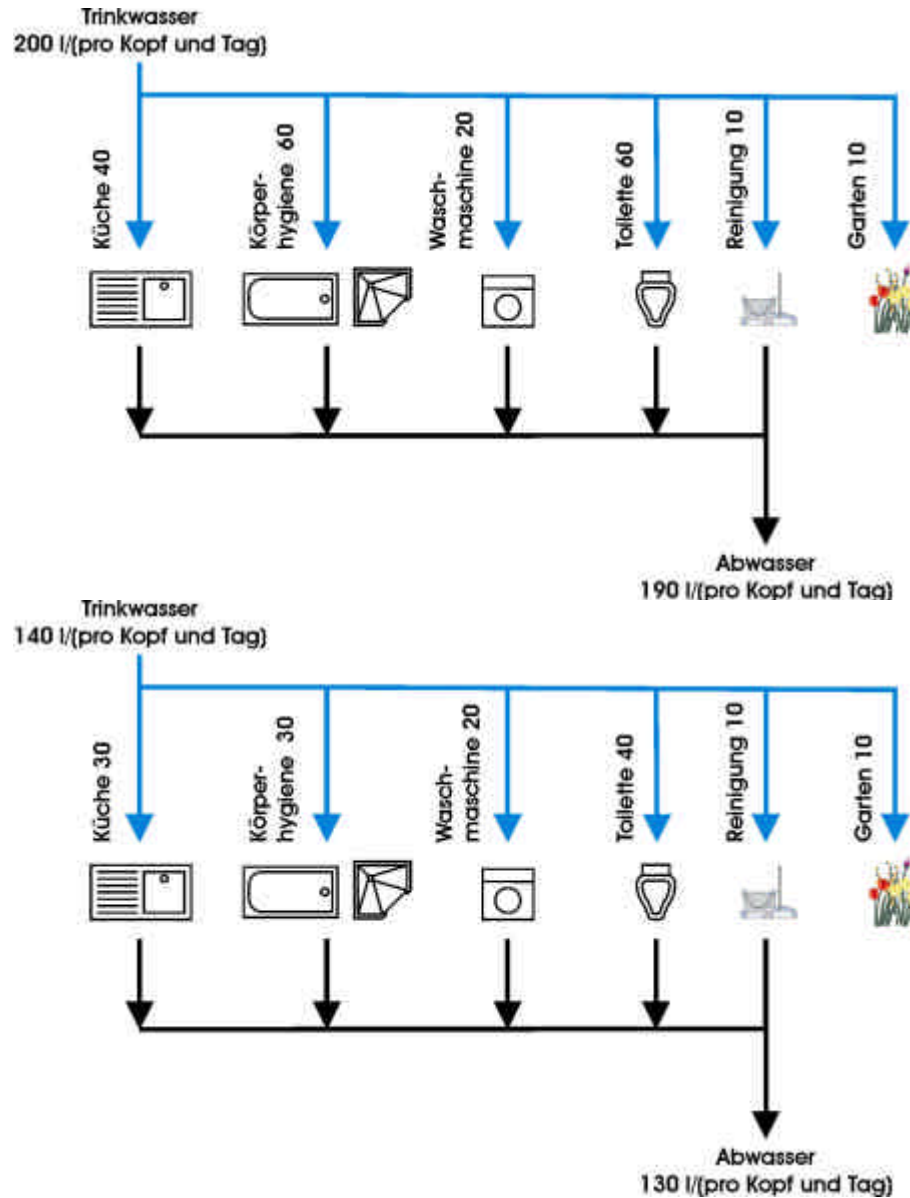 Trinkwasser
200 l/(pro Kopf und Tag)
Küche 40
Körper-
hygiene 60
Wasch-
maschine 20
Toilette 60
Reinigung 10
Garten 10
Abwasser
190 l/(pro Kopf und Tag)
Trinkwasser
140 l/(pro Kopf und Tag)
Küche 30
Körper-
hygiene 30
Wasch-
maschine 20
Toilette 40
Reinigung 10
Garten 10
Abwasser
130 l/(pro Kopf und Tag)